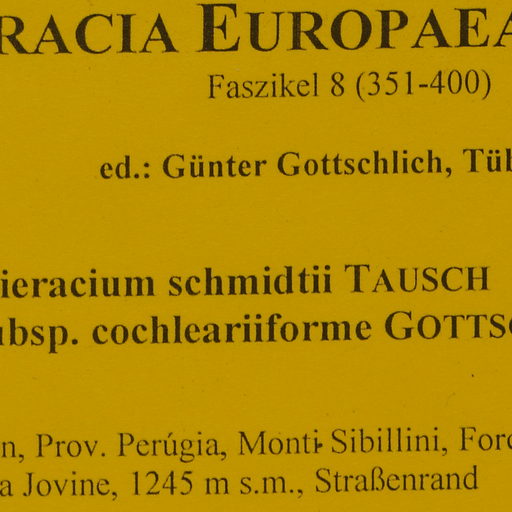 RACIA EUROPAEA
Faszikel 8 (351-400)
ed.: Günter Gottschlich, Tüb
ieracium schmidtii TAUSCH
ubsp. cochleariiforme GOTTS
n, Prov. Perúgia, Monti Sibillini, Forc
a Jovine, 1245 m s.m., Straßenrand